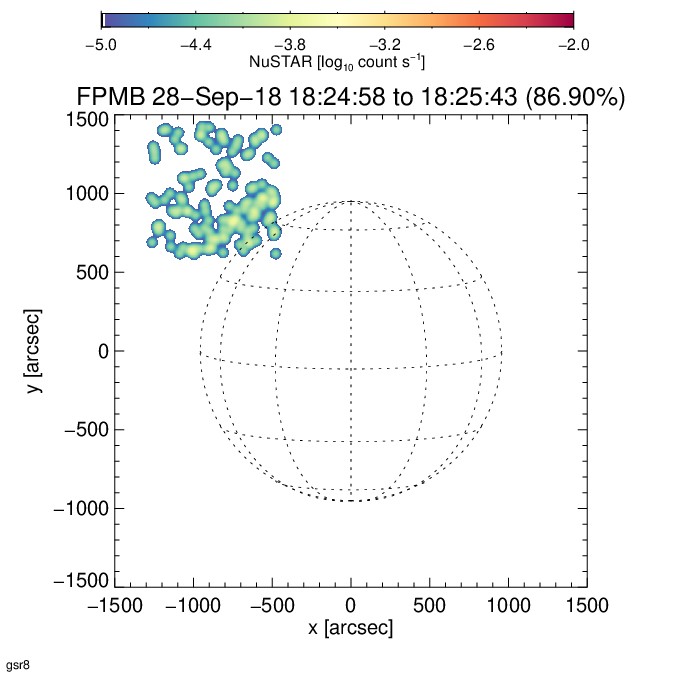 −5.0 −4.4 −3.8 −3.2 −2.6 −2.0
NuSTAR [log₁₀ count s⁻¹]
FPMB 28−Sep−18 18:24:58 to 18:25:43 (86.90%)
1500
1000
500
0
−500
−1000
−1500
y [arcsec]
−1500 −1000 −500 0 500 1000 1500
x [arcsec]
gsr8